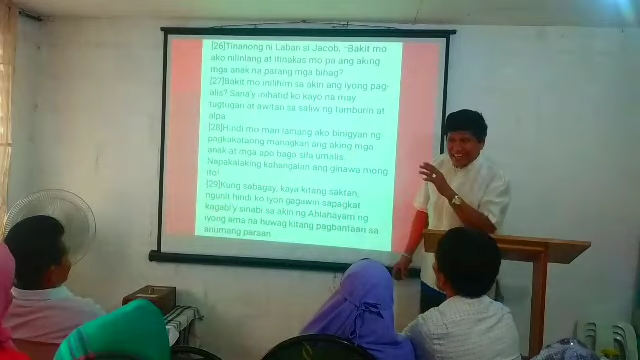 [26]Tinanong ni Laban si Jacob, "Bakit mo
ako nilinlang at itinakas mo pa ang aking
mga anak na parang mga bihag?
[27]Bakit mo inilihim sa akin ang iyong pag-
alis? Sana'y inihatid ko kayo na may
tugtugan at awitan sa saliw ng tamburin at
alpa
[28]Hindi mo man lamang ako binigyan ng
pagkakataong mahagkan ang aking mga
anak at mga apo bago sila umalis.
Napakalaking kahangalan ang ginawa mong
ito!
[29]Kung sabagay, kaya kitang saktan,
ngunit hindi ko iyon gagawin sapagkat
kagabi'y sinabi sa akin ng Ablahayam ng
iyong ama na huwag kitang pagbantaan sa
anumang paraan